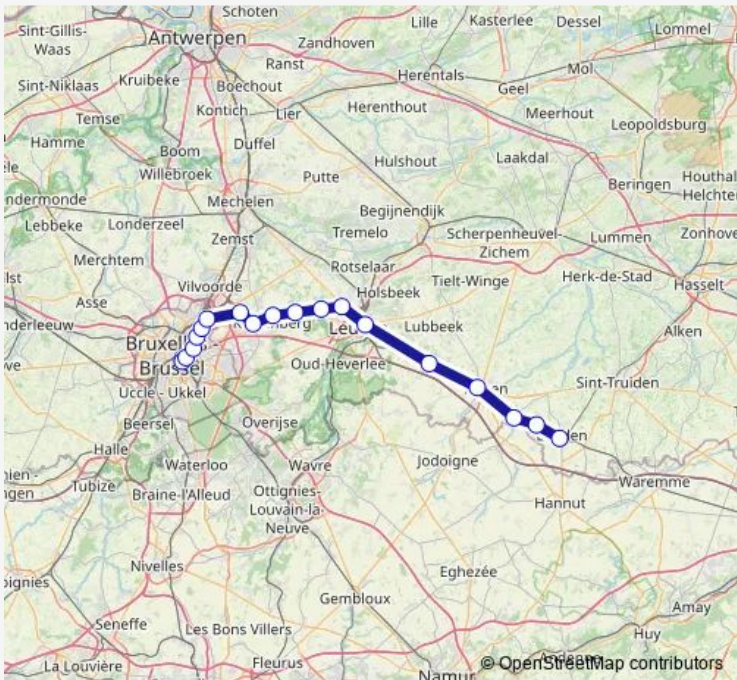 Schoten
Lille
Kasterlee
Dessel
Lommel
Sint-Gillis-
Waas
Antwerpen
Zandhoven
Ranst
Herentals
Mol
Geel
Sint-Niklaas
Kruibeke
Boechout
Kontich
Lier
Herenthout
Meerhout
Leopoldsburg
Temse
Hamme
Duffel
Boom
Willebroek
Hulshout
Laakdal
Putte
Beringen
Mechelen
Lebbeke
Londerzeel
Begijnendijk
Zemst
Tremelo
Scherpenheuvel-
Zichem
Lummen
Merchtem
Rotselaar
Tielt-Winge
Herk-de-Stad
Hasselt
Asse
Vilvoorde
Holsbeek
Lubbeek
Alken
Brussel
Oud-Heverlee
Uccle - Ukkel
Sint-Truiden
Beersel
Overijse
Halle
Waterloo
Wavre
Jodoigne
Tubize
Braine-l'Alleud
Ottignies-
Louvain-la-
Neuve
Waremme
Hannut
Nivelles
Eghezée
Gembloux
Amay
Seneffe
Les Bons Villers
Huy
La Louvière
Fleurus
Namur
© OpenStreetMap contributors